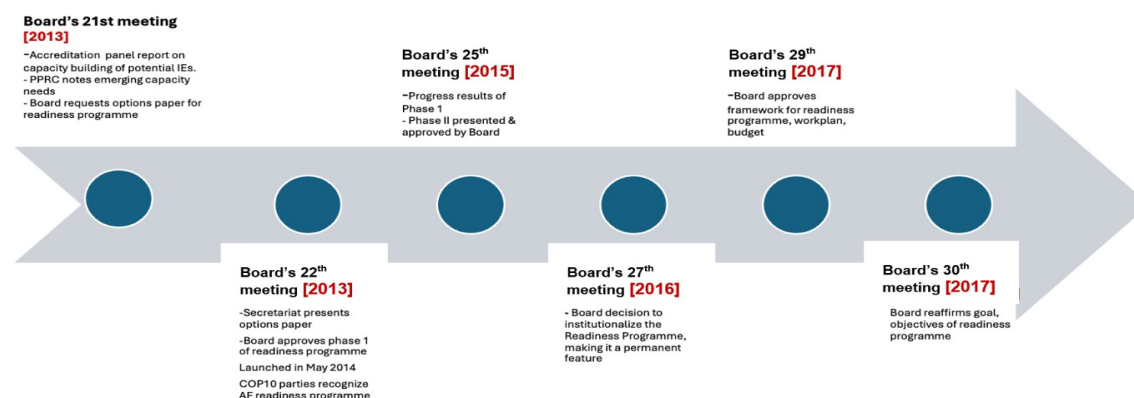 Board's 21st meeting
[2013]
-Accreditation panel report on
capacity building of potential IEs.
- PPRC notes emerging capacity
needs
- Board requests options paper for
readiness programme
Board's 22th
meeting [2013]
-Secretariat presents
options paper
-Board approves phase 1
of readiness programme
Launched in May 2014
COP10 parties recognize
AF readiness programme
Board's 25th
meeting [2015]
-Progress results of
Phase 1
- Phase II presented &
approved by Board
Board's 27th
meeting [2016]
- Board decision to
institutionalize the
Readiness Programme,
making it a permanent
feature
Board's 29th
meeting [2017]
-Board approves
framework for readiness
programme, workplan,
budget
Board's 30th
meeting [2017]
Board reaffirms goal,
objectives of readiness
programme